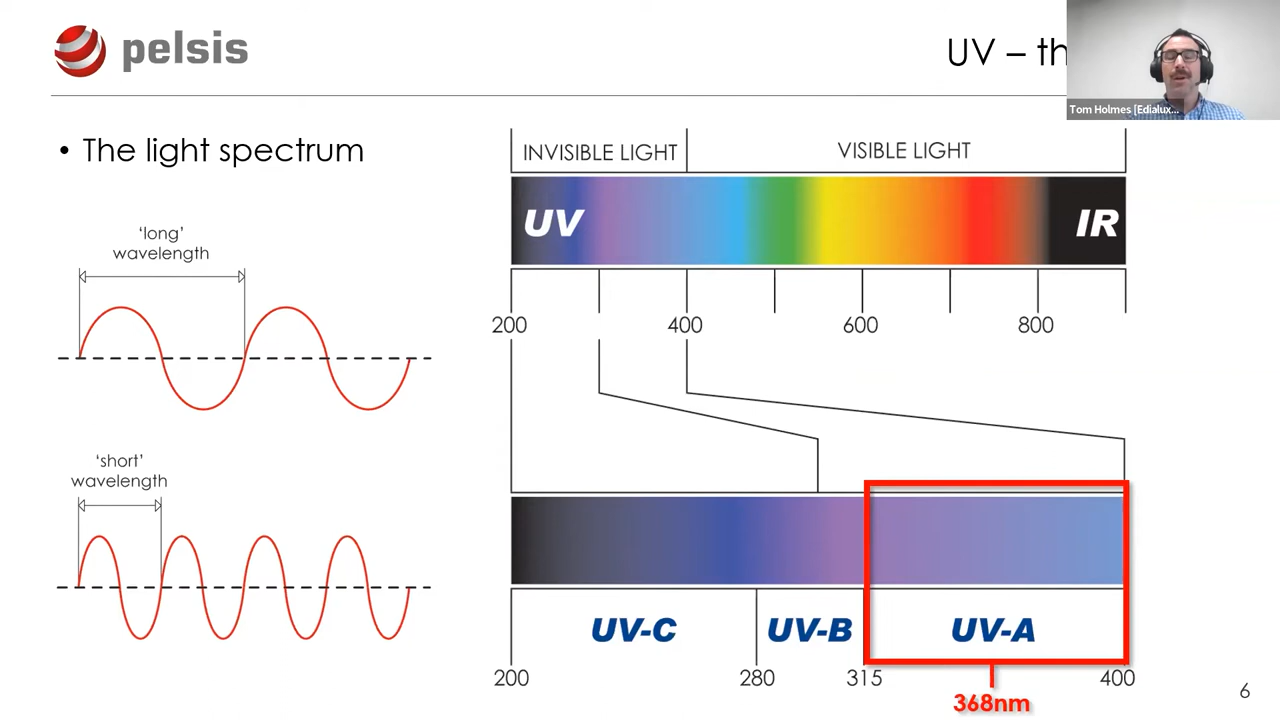 pelsis
UV – th
Tom Holmes [Edialux...
• The light spectrum
INVISIBLE LIGHT
VISIBLE LIGHT
UV
IR
200
400
600
800
‘long’
wavelength
‘short’
wavelength
UV-C
UV-B
UV-A
200
280
315
400
368nm
6